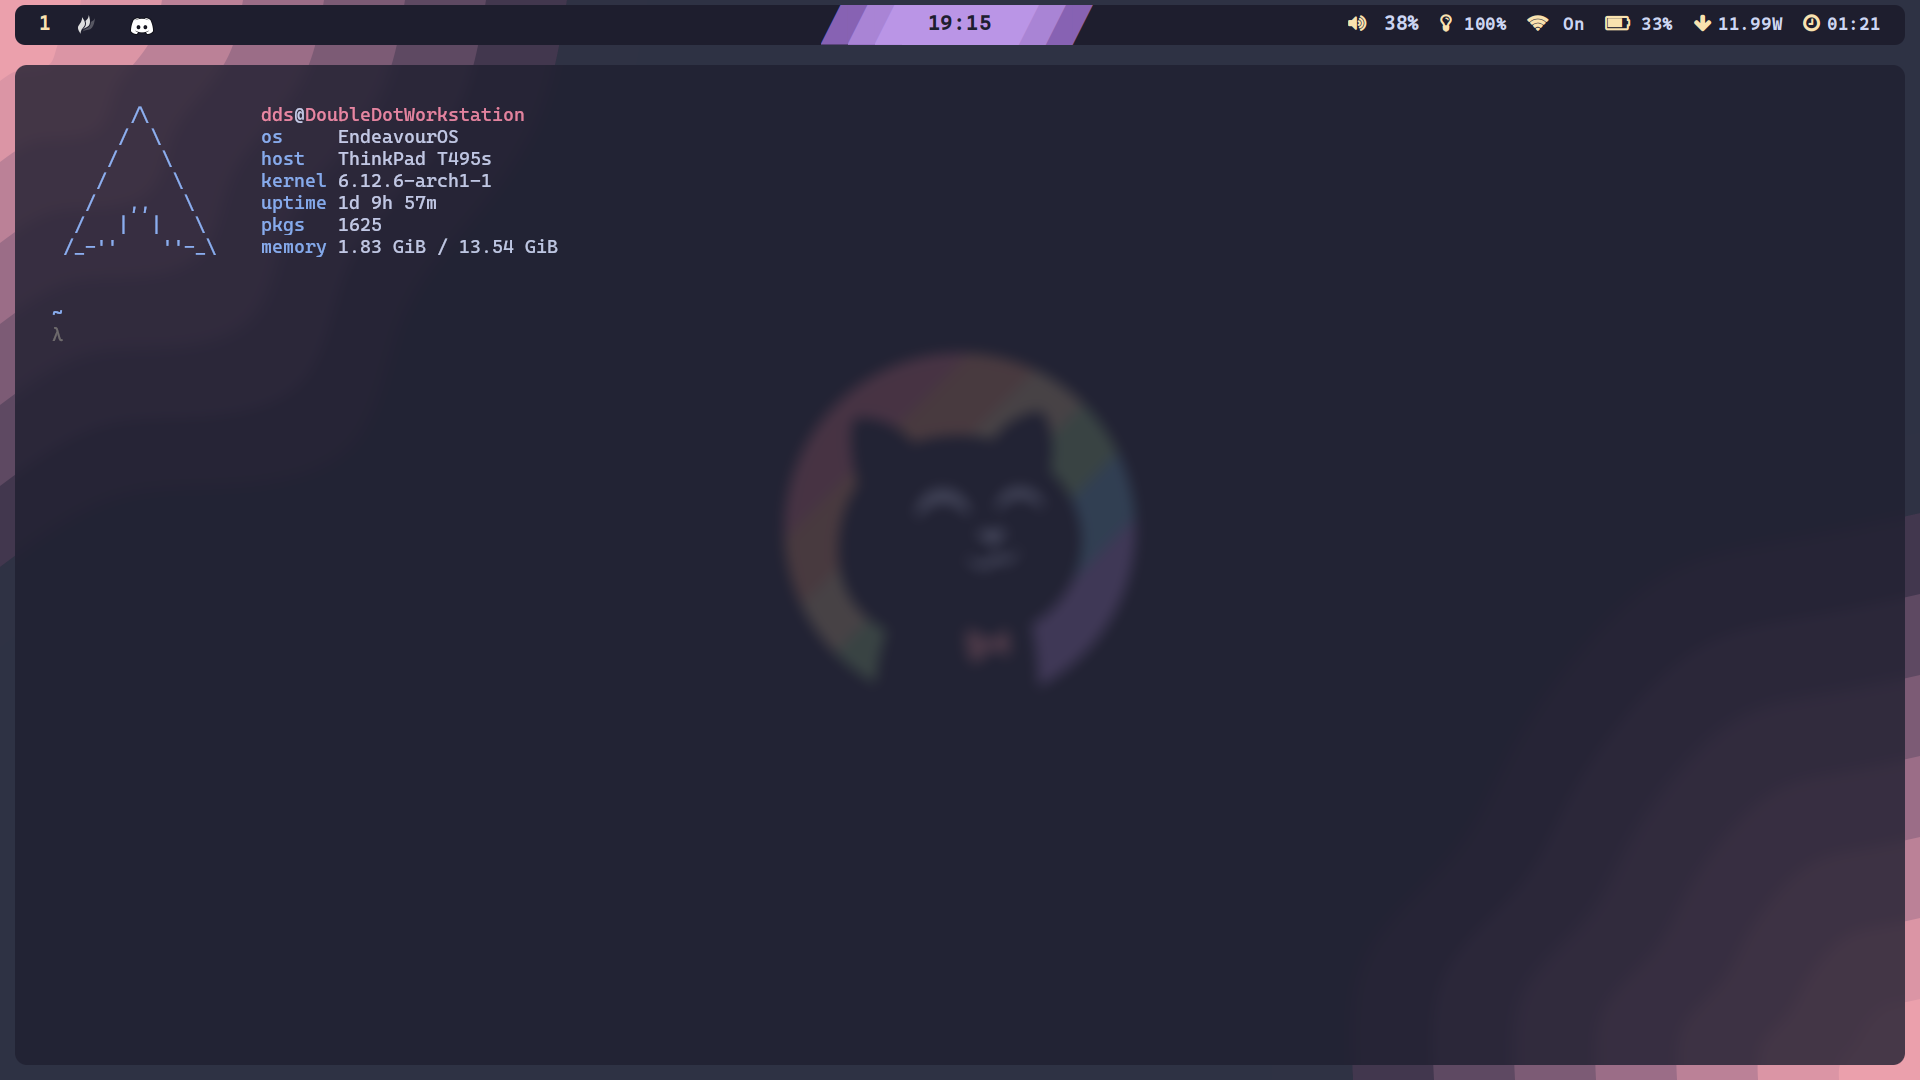 1 19:15 38% 100% On 33% 11.99W 01:21
dds@DoubleDotWorkstation
os EndeavourOS
host ThinkPad T495s
kernel 6.12.6-arch1-1
uptime 1d 9h 57m
pkgs 1625
memory 1.83 GiB / 13.54 GiB
~
λ